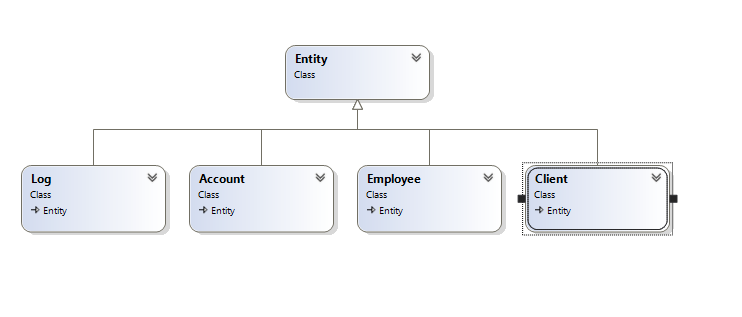 Entity
Class
Log
Class
Entity
Account
Class
Entity
Employee
Class
Entity
Client
Class
Entity